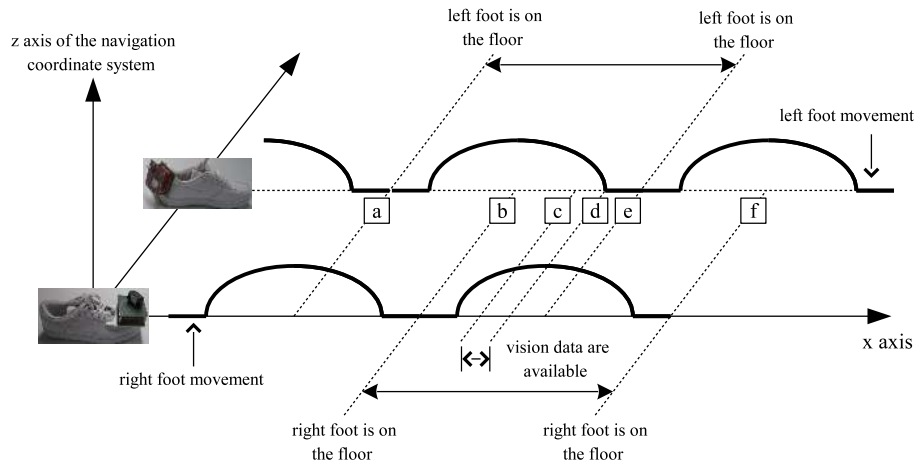 left foot is on
the floor
left foot is on
the floor
z axis of the navigation
coordinate system
left foot movement
a
b
c
d
e
f
x axis
vision data are
available
right foot movement
right foot is on
the floor
right foot is on
the floor